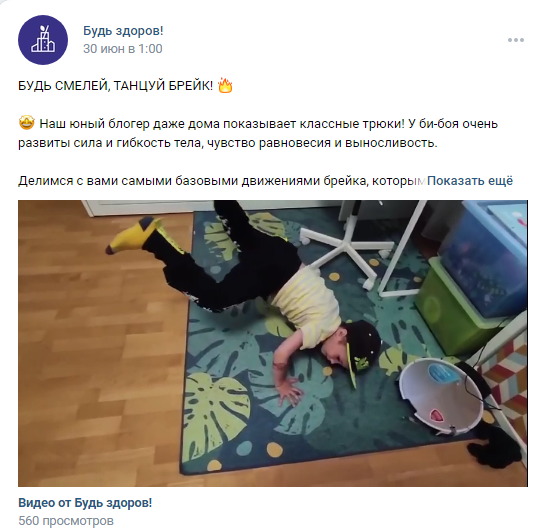 Будь здоров!
30 июн в 1:00
БУДЬ СМЕЛЕЙ, ТАНЦУЙ БРЕЙК! 🔥
🤩 Наш юный блогер даже дома показывает классные трюки! У би-боя очень
развиты сила и гибкость тела, чувство равновесия и выносливость.
Делимся с вами самыми базовыми движениями брейка, которым Показать ещё
Видео от Будь здоров!
560 просмотров